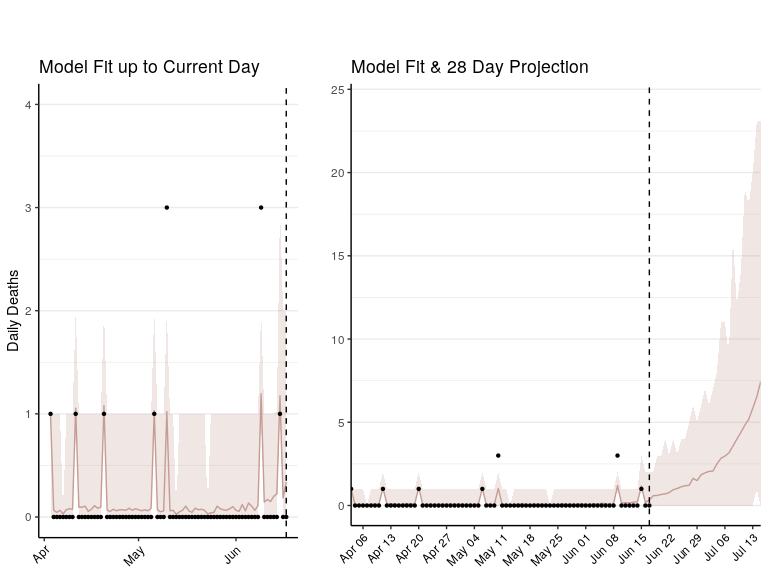 Model Fit up to Current Day
Daily Deaths
4
3
2
1
0
Apr
May
Jun
Model Fit & 28 Day Projection
25
20
15
10
5
0
Apr 06
Apr 13
Apr 20
Apr 27
May 04
May 11
May 18
May 25
Jun 01
Jun 08
Jun 15
Jun 22
Jun 29
Jul 06
Jul 13